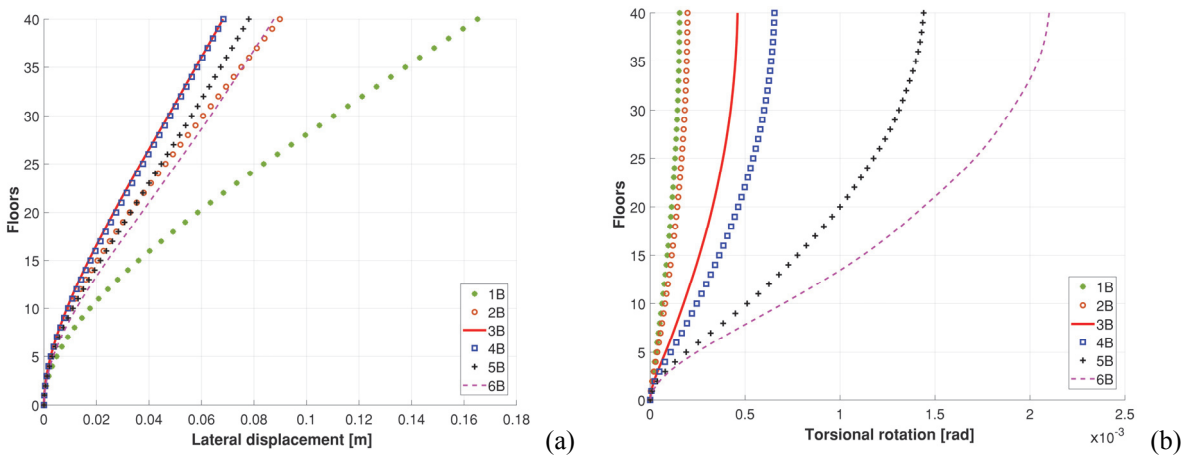 40
35
30
25
20
15
10
5
0
Floors
0
0.02
0.04
0.06
0.08
0.1
0.12
0.14
0.16
0.18
Lateral displacement [m]
1B
2B
3B
4B
5B
6B
(a)
40
35
30
25
20
15
10
5
0
Floors
0
0.5
1
1.5
2
2.5
×10⁻³
Torsional rotation [rad]
1B
2B
3B
4B
5B
6B
(b)